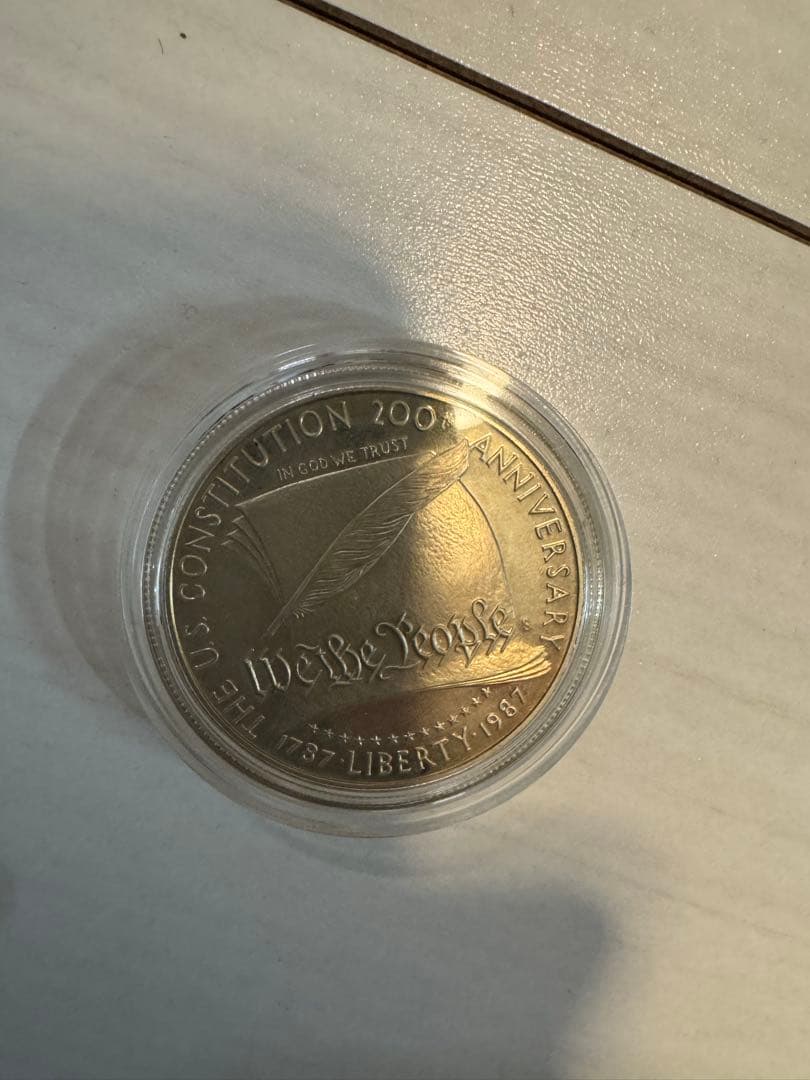 THE U.S. CONSTITUTION 200TH ANNIVERSARY
IN GOD WE TRUST
We the People
S
1787·LIBERTY·1987